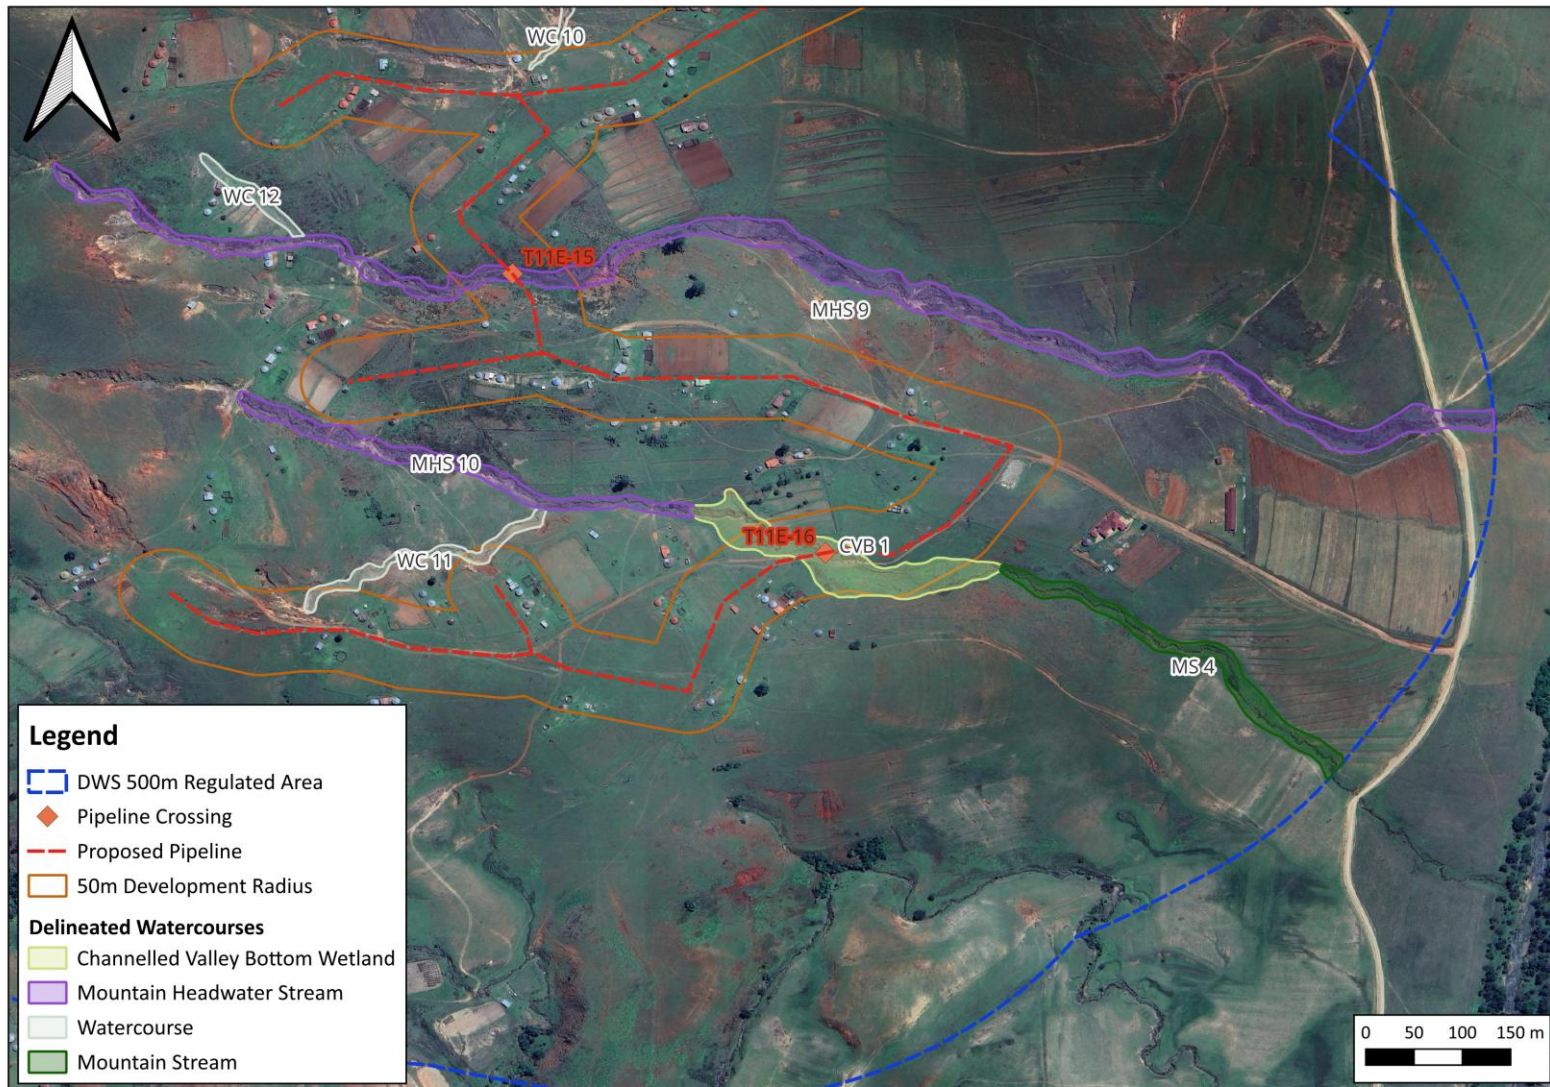 WC 10
WC 12
T11E-15
MHS 9
MHS 10
T11E-16
CVB 1
WC 11
MS 4
Legend
DWS 500m Regulated Area
Pipeline Crossing
Proposed Pipeline
50m Development Radius
Delineated Watercourses
Channelled Valley Bottom Wetland
Mountain Headwater Stream
Watercourse
Mountain Stream
0 50 100 150 m